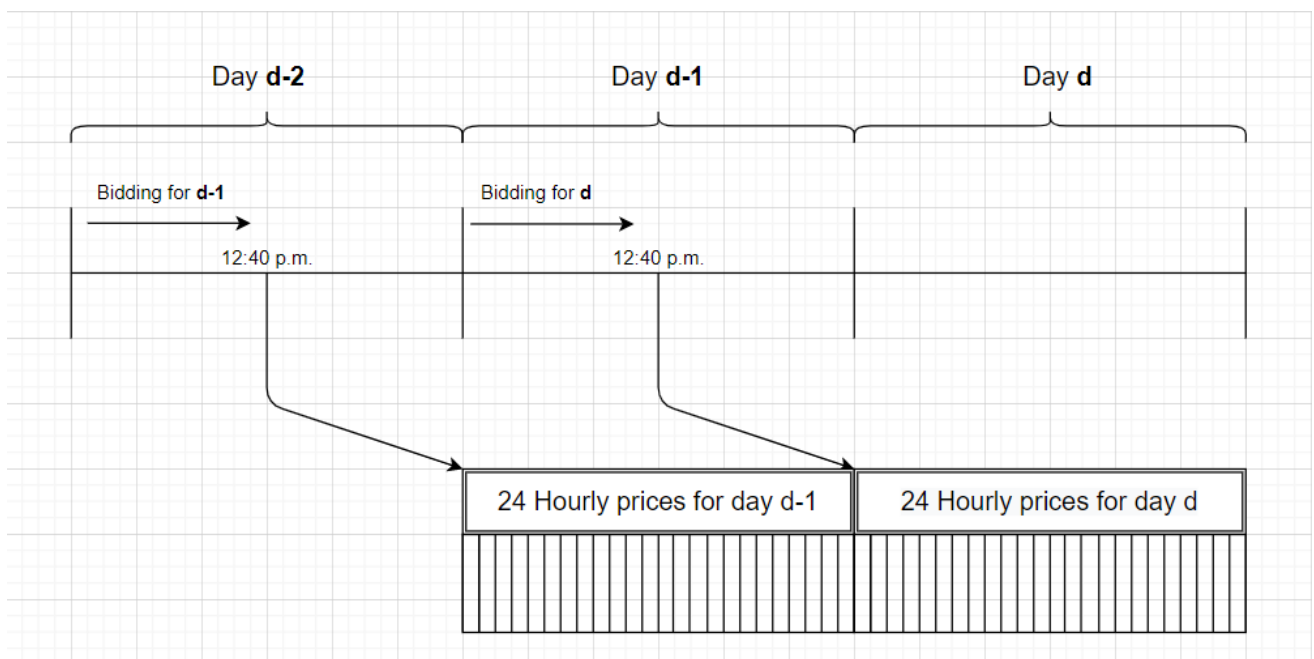 Day d-2
Day d-1
Day d
Bidding for d-1
Bidding for d
12:40 p.m.
12:40 p.m.
24 Hourly prices for day d-1
24 Hourly prices for day d